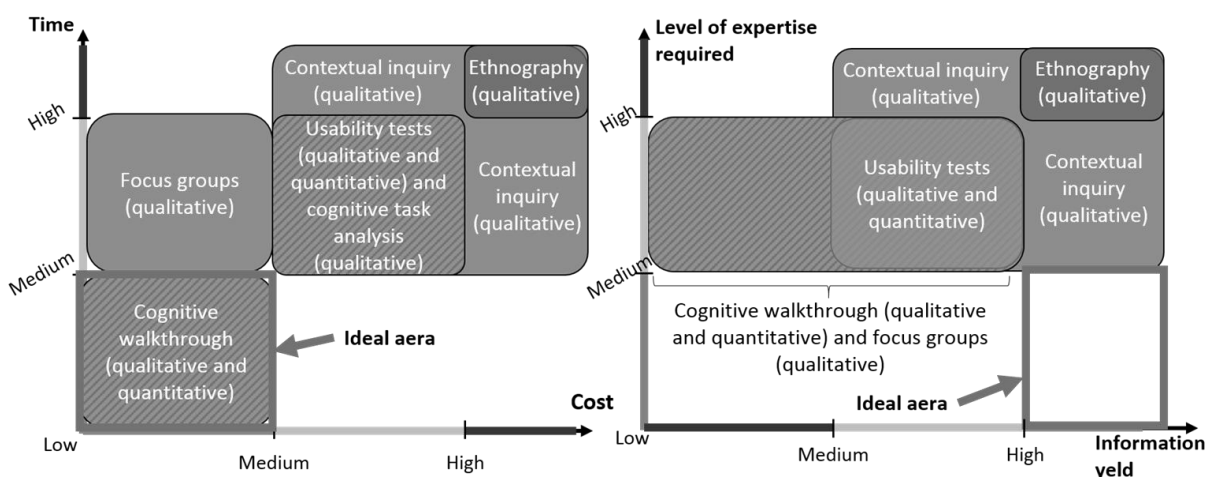 Time
High
Medium
Low
Contextual inquiry
(qualitative)
Ethnography
(qualitative)
Focus groups
(qualitative)
Usability tests
(qualitative and
quantitative) and
cognitive task
analysis
(qualitative)
Contextual
inquiry
(qualitative)
Cognitive
walkthrough
(qualitative and
quantitative)
Ideal aera
Cost
Medium
High
Level of expertise
required
High
Medium
Low
Contextual inquiry
(qualitative)
Ethnography
(qualitative)
Usability tests
(qualitative and
quantitative)
Contextual
inquiry
(qualitative)
Cognitive walkthrough (qualitative
and quantitative) and focus groups
(qualitative)
Ideal aera
Medium
High
Information
yeld